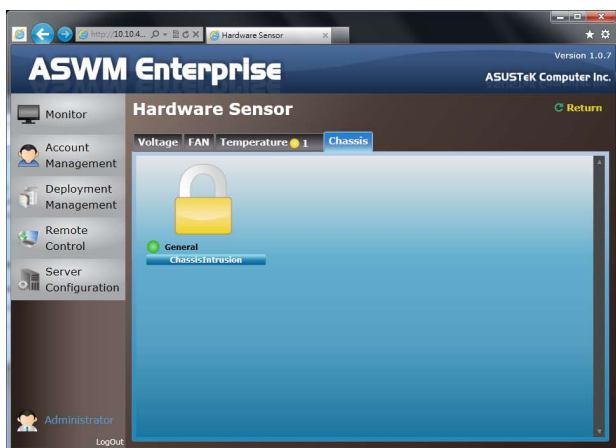 http://10.10.4...
Hardware Sensor
Version 1.0.7
ASWM Enterprise
ASUSTeK Computer Inc.
Monitor
Hardware Sensor
Return
Account
Management
Voltage FAN Temperature 1 Chassis
Deployment
Management
Remote
Control
General
ChassisIntrusion
Server
Configuration
Administrator
LogOut